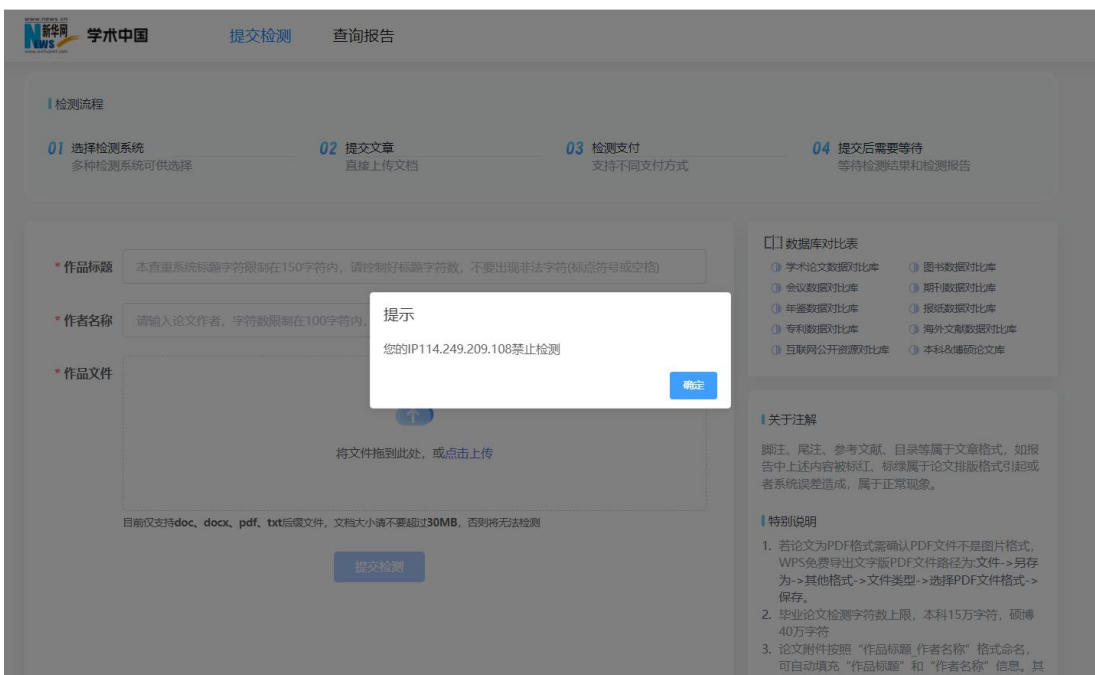 www.news.cn
新华网
NEWS
学术中国
提交检测
查询报告
检测流程
01 选择检测系统
多种检测系统可供选择
02 提交文章
直接上传文档
03 检测支付
支持不同支付方式
04 提交后需要等待
等待检测结果和检测报告
* 作品标题
本查重系统标题字符限制在150字符内，请控制好标题字符数，不要出现非法字符(标点符号或空格)
* 作者名称
请输入论文作者，字符数限制在100字符内，
* 作品文件
提示
您的IP114.249.209.108禁止检测
确定
将文件拖到此处，或点击上传
目前仅支持doc、docx、pdf、txt后缀文件，文档大小请不要超过30MB，否则将无法检测
提交检测
数据库对比表
学术论文数据对比库
图书数据对比库
会议数据对比库
期刊数据对比库
年鉴数据对比库
报纸数据对比库
专利数据对比库
海外文献数据对比库
互联网公开资源对比库
本科&博硕论文库
关于注解
脚注、尾注、参考文献、目录等属于文章格式，如报
告中上述内容被标红、标绿属于论文排版格式引起或
者系统误差造成，属于正常现象。
特别说明
1. 若论文为PDF格式需确认PDF文件不是图片格式，
WPS免费导出文字版PDF文件路径为:文件->另存
为->其他格式->文件类型->选择PDF文件格式->
保存。
2. 毕业论文检测字符数上限，本科15万字符，硕博
40万字符
3. 论文附件按照“作品标题_作者名称”格式命名，
可自动填充“作品标题”和“作者名称”信息。其